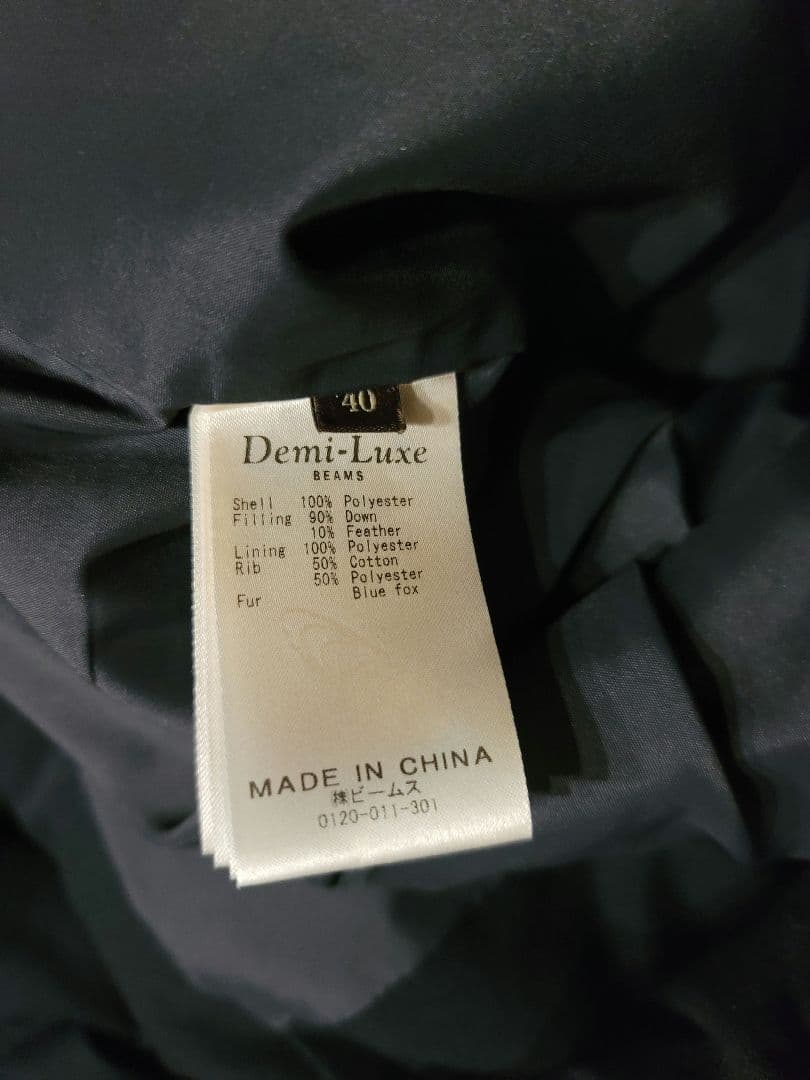 40
Demi-Luxe
BEAMS
Shell 100% Polyester
Filling 90% Down
10% Feather
Lining 100% Polyester
Rib 50% Cotton
50% Polyester
Fur Blue fox
MADE IN CHINA
㈱ビームス
0120-011-301